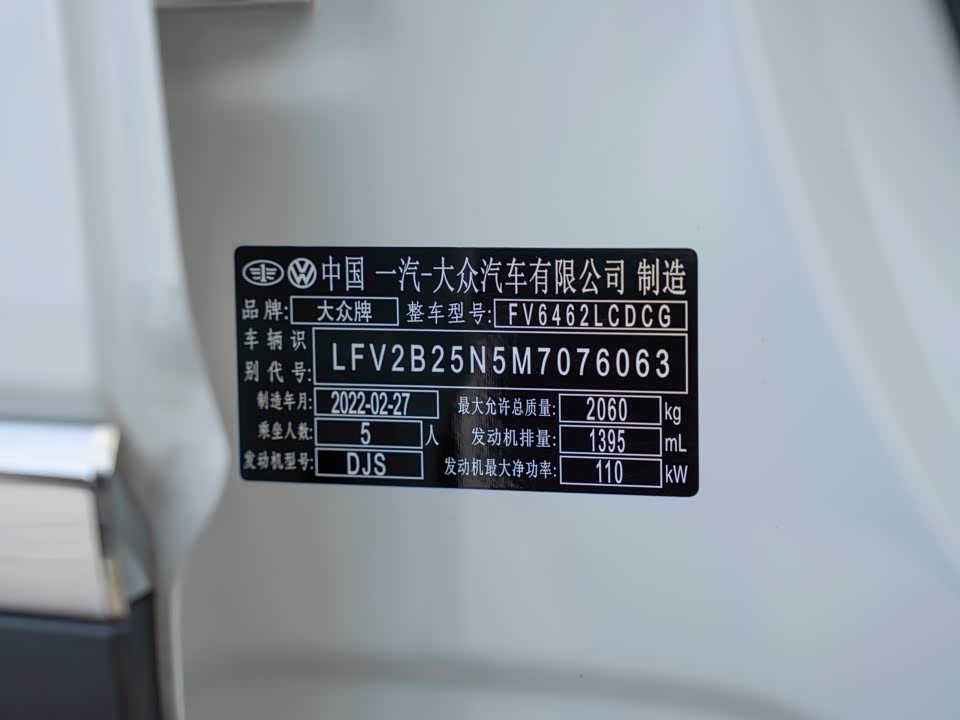 中国 一汽-大众汽车有限公司 制造
品牌: 大众牌 整车型号: FV6462LCDCG
车辆识别代号: LFV2B25N5M7076063
制造年月: 2022-02-27 最大允许总质量: 2060 kg
乘坐人数: 5 人 发动机排量: 1395 mL
发动机型号: DJS 发动机最大净功率: 110 kW